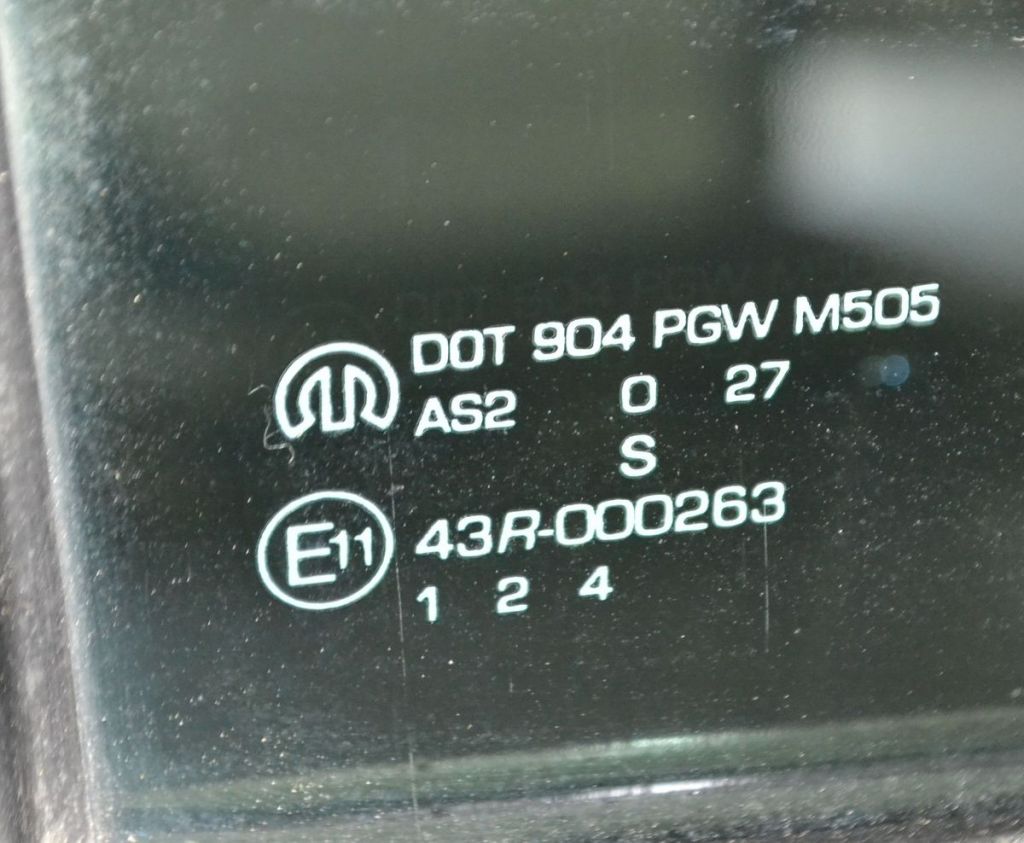 DOT 904 PGW M505
AS2 0 27
S
E11 43R-000263
1 2 4